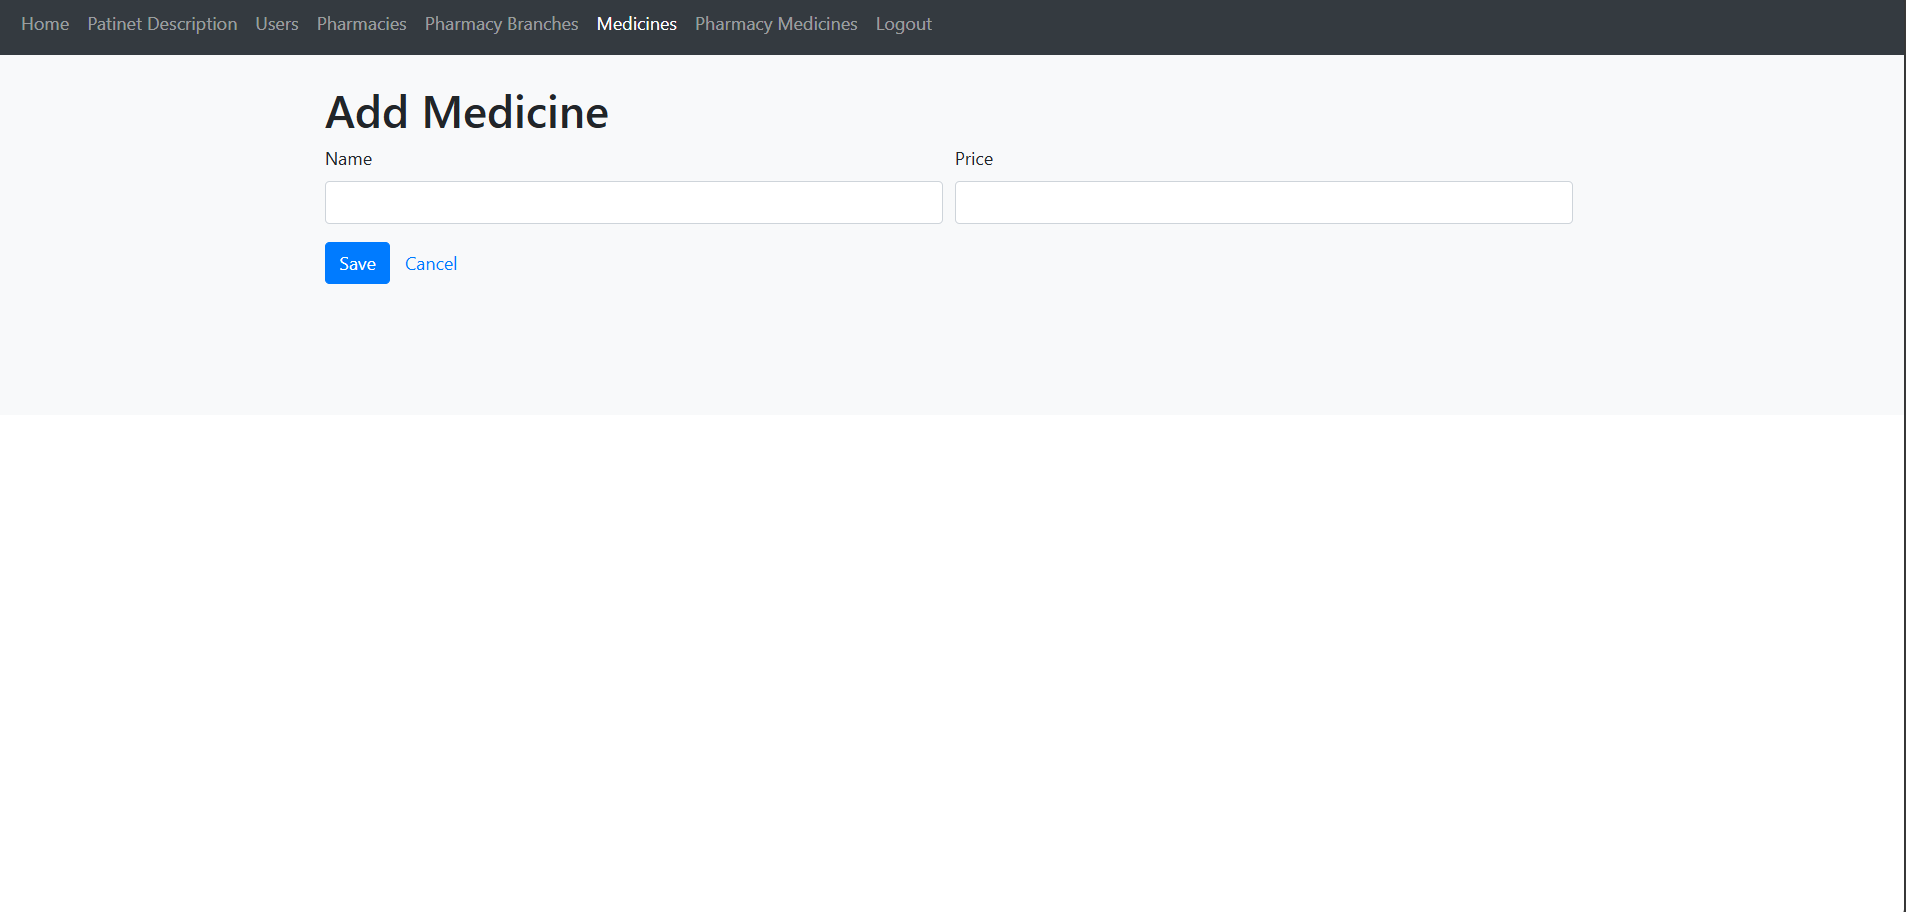 Home Patinet Description Users Pharmacies Pharmacy Branches Medicines Pharmacy Medicines Logout
Add Medicine
Name Price
Save Cancel